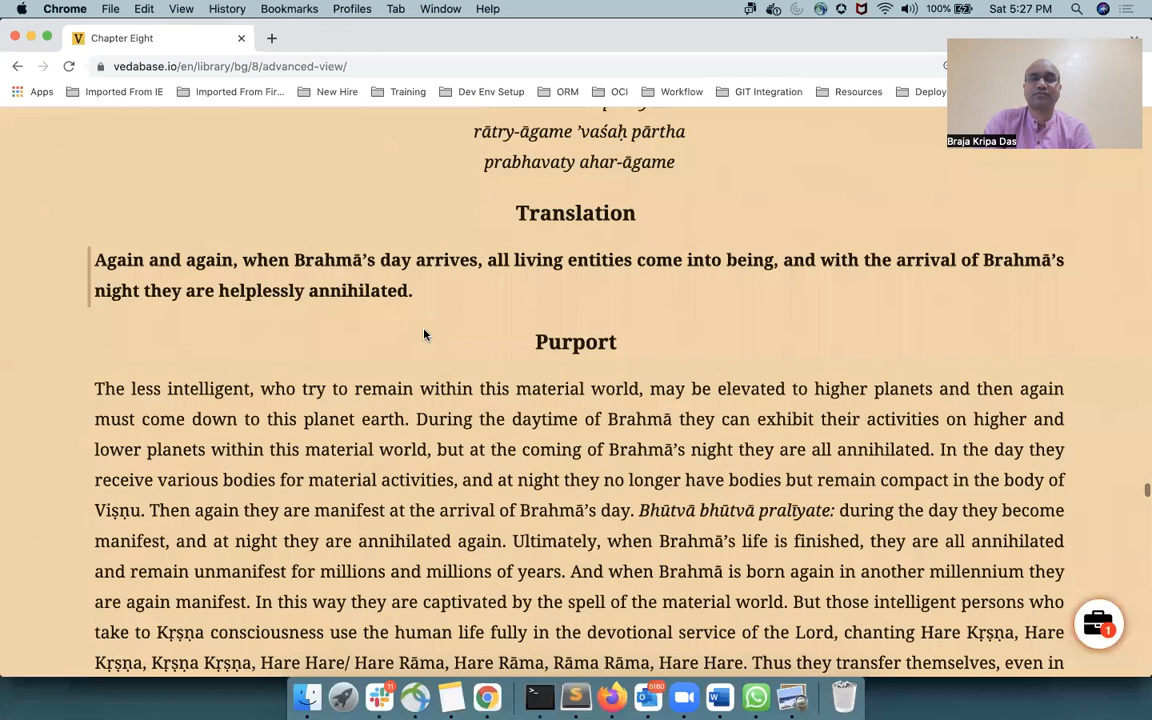 Chrome File Edit View History Bookmarks Profiles Tab Window Help 100% Sat 5:27 PM
Chapter Eight
vedabase.io/en/library/bg/8/advanced-view/
Apps Imported From IE Imported From Fir... New Hire Training Dev Env Setup ORM OCI Workflow GIT Integration Resources Deploy
Braja Kripa Das
rātry-āgame ’vaśaḥ pārtha
prabhavaty ahar-āgame
Translation
Again and again, when Brahmā’s day arrives, all living entities come into being, and with the arrival of Brahmā’s
night they are helplessly annihilated.
Purport
The less intelligent, who try to remain within this material world, may be elevated to higher planets and then again
must come down to this planet earth. During the daytime of Brahmā they can exhibit their activities on higher and
lower planets within this material world, but at the coming of Brahmā’s night they are all annihilated. In the day they
receive various bodies for material activities, and at night they no longer have bodies but remain compact in the body of
Viṣṇu. Then again they are manifest at the arrival of Brahmā’s day. Bhūtvā bhūtvā pralīyate: during the day they become
manifest, and at night they are annihilated again. Ultimately, when Brahmā’s life is finished, they are all annihilated
and remain unmanifest for millions and millions of years. And when Brahmā is born again in another millennium they
are again manifest. In this way they are captivated by the spell of the material world. But those intelligent persons who
take to Kṛṣṇa consciousness use the human life fully in the devotional service of the Lord, chanting Hare Kṛṣṇa, Hare
Kṛṣṇa, Kṛṣṇa Kṛṣṇa, Hare Hare/ Hare Rāma, Hare Rāma, Rāma Rāma, Hare Hare. Thus they transfer themselves, even in
1
11
5160